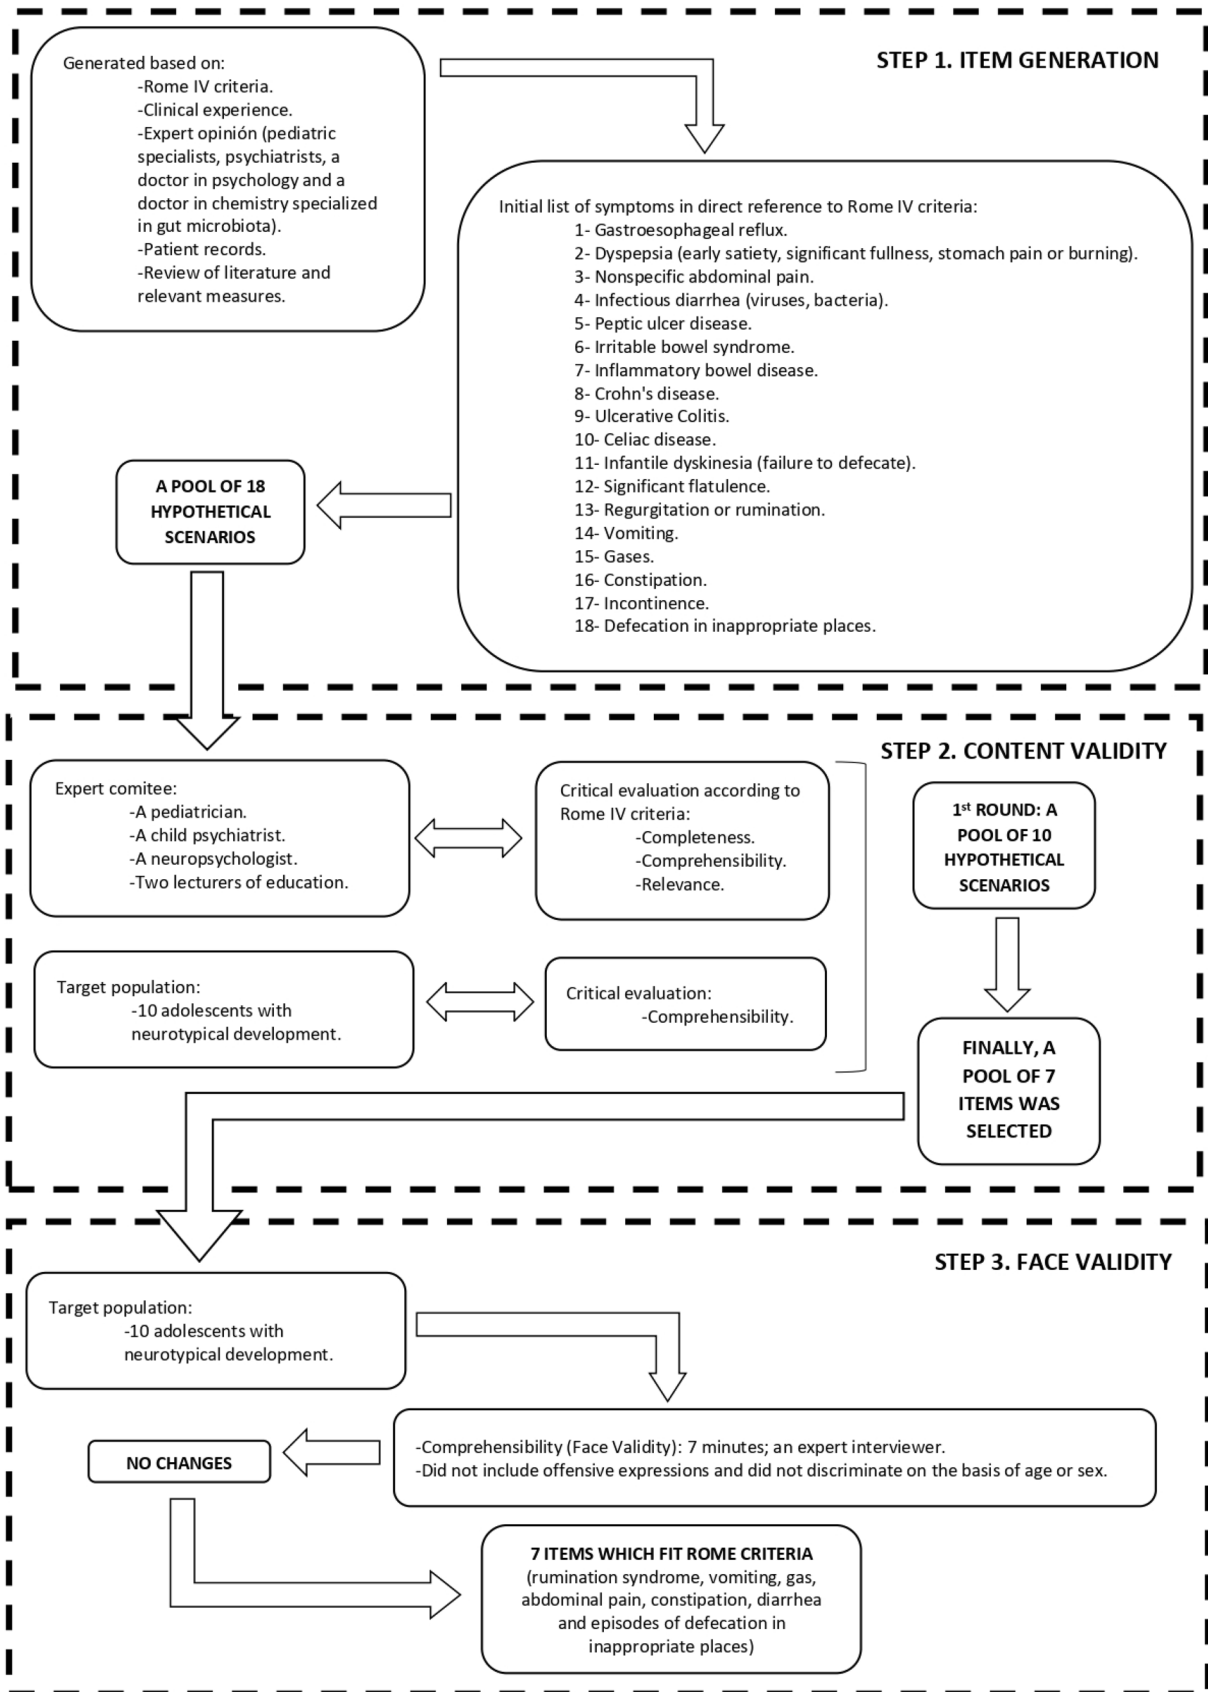 STEP 1. ITEM GENERATION
Generated based on:
-Rome IV criteria.
-Clinical experience.
-Expert opinión (pediatric
specialists, psychiatrists, a
doctor in psychology and a
doctor in chemistry specialized
in gut microbiota).
-Patient records.
-Review of literature and
relevant measures.
Initial list of symptoms in direct reference to Rome IV criteria:
1- Gastroesophageal reflux.
2- Dyspepsia (early satiety, significant fullness, stomach pain or burning).
3- Nonspecific abdominal pain.
4- Infectious diarrhea (viruses, bacteria).
5- Peptic ulcer disease.
6- Irritable bowel syndrome.
7- Inflammatory bowel disease.
8- Crohn's disease.
9- Ulcerative Colitis.
10- Celiac disease.
11- Infantile dyskinesia (failure to defecate).
12- Significant flatulence.
13- Regurgitation or rumination.
14- Vomiting.
15- Gases.
16- Constipation.
17- Incontinence.
18- Defecation in inappropriate places.
A POOL OF 18
HYPOTHETICAL
SCENARIOS
STEP 2. CONTENT VALIDITY
Expert comitee:
-A pediatrician.
-A child psychiatrist.
-A neuropsychologist.
-Two lecturers of education.
Critical evaluation according to
Rome IV criteria:
-Completeness.
-Comprehensibility.
-Relevance.
Target population:
-10 adolescents with
neurotypical development.
Critical evaluation:
-Comprehensibility.
1st ROUND: A
POOL OF 10
HYPOTHETICAL
SCENARIOS
FINALLY, A
POOL OF 7
ITEMS WAS
SELECTED
STEP 3. FACE VALIDITY
Target population:
-10 adolescents with
neurotypical development.
-Comprehensibility (Face Validity): 7 minutes; an expert interviewer.
-Did not include offensive expressions and did not discriminate on the basis of age or sex.
NO CHANGES
7 ITEMS WHICH FIT ROME CRITERIA
(rumination syndrome, vomiting, gas,
abdominal pain, constipation, diarrhea
and episodes of defecation in
inappropriate places)